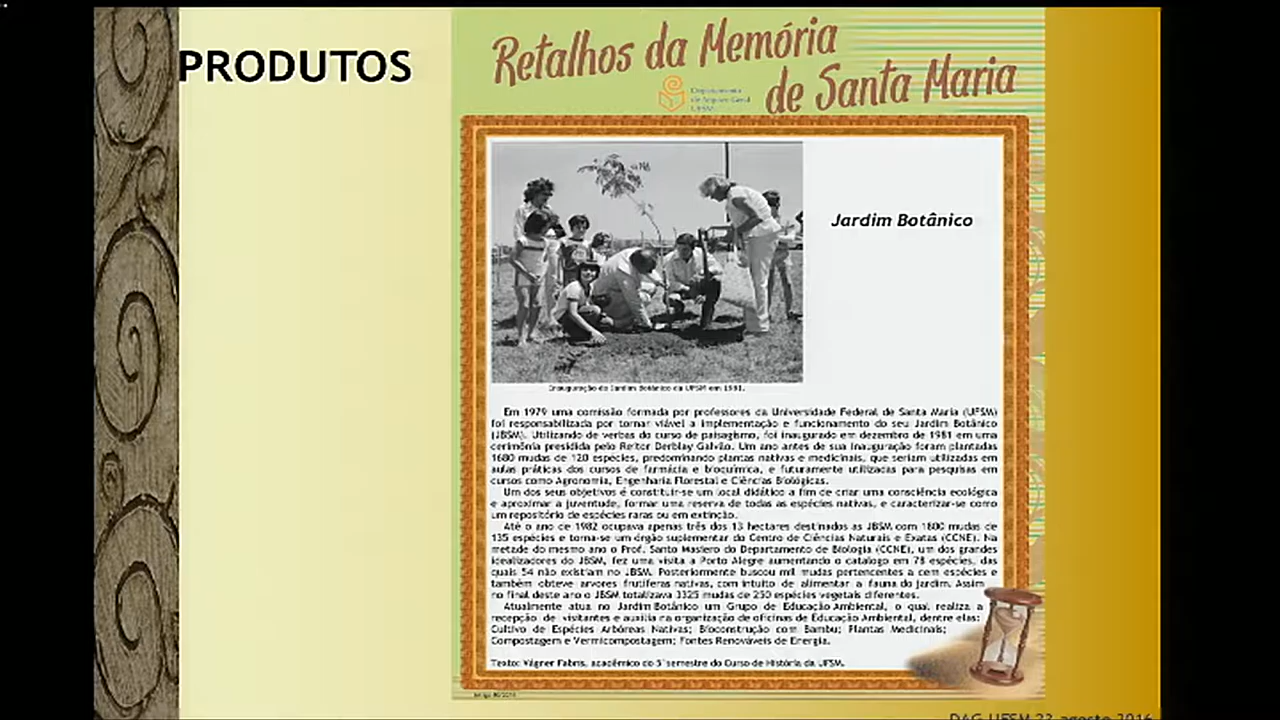 PRODUTOS
Retalhos da Memória
de Santa Maria
Departamento
de Arquivo Geral
UFSM
Jardim Botânico
Inauguração do Jardim Botânico da UFSM em 1981.
Em 1979 uma comissão formada por professores da Universidade Federal de Santa Maria (UFSM)
foi responsabilizada por tornar viável a implementação e funcionamento do seu Jardim Botânico
(JBSM). Utilizando de verbas do curso de paisagismo, foi inaugurado em dezembro de 1981 em uma
cerimônia presidida pelo Reitor Derblay Galvão. Um ano antes de sua inauguração foram plantadas
1680 mudas de 120 espécies, predominando plantas nativas e medicinais, que seriam utilizadas em
aulas práticas dos cursos de farmácia e bioquímica, e futuramente utilizadas para pesquisas em
cursos como Agronomia, Engenharia Florestal e Ciências Biológicas.
Um dos seus objetivos é constituir-se um local didático a fim de criar uma consciência ecológica
e aproximar a juventude, formar uma reserva de todas as espécies nativas, e caracterizar-se como
um repositório de espécies raras ou em extinção.
Até o ano de 1982 ocupava apenas três dos 13 hectares destinados as JBSM com 1800 mudas de
135 espécies e torna-se um órgão suplementar do Centro de Ciências Naturais e Exatas (CCNE). Na
metade do mesmo ano o Prof. Santo Masiero do Departamento de Biologia (CCNE), um dos grandes
idealizadores do JBSM, fez uma visita a Porto Alegre aumentando o catalogo em 78 espécies, das
quais 54 não existiam no JBSM. Posteriormente buscou mil mudas pertencentes a cem espécies e
também obteve arvores frutíferas nativas, com intuito de alimentar a fauna do jardim. Assim
no final deste ano o JBSM totalizava 3325 mudas de 250 espécies vegetais diferentes.
Atualmente atua no Jardim Botânico um Grupo de Educação Ambiental, o qual realiza a
recepção de visitantes e auxilia na organização de oficinas de Educação Ambiental, dentre elas:
Cultivo de Espécies Arbóreas Nativas; Bioconstrução com Bambu; Plantas Medicinais;
Compostagem e Vermicompostagem; Fontes Renováveis de Energia.
Texto: Vágner Fabris, acadêmico do 5° semestre do Curso de História da UFSM.
DAG UFSM 23 agosto 2016